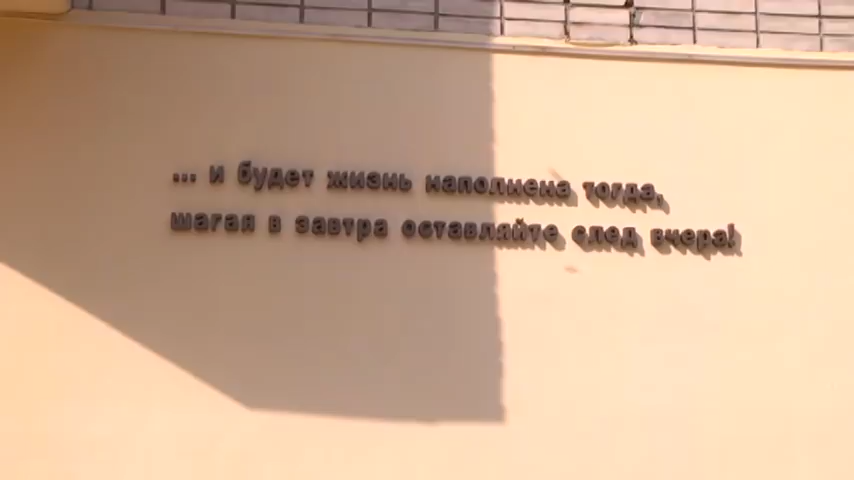 ... и будет жизнь наполнена тогда,
шагая в завтра оставляйте след вчера!